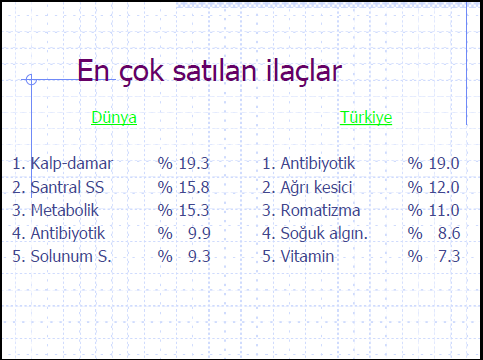 En çok satılan ilaçlar
Dünya
1. Kalp-damar % 19.3
2. Santral SS % 15.8
3. Metabolik % 15.3
4. Antibiyotik % 9.9
5. Solunum S. % 9.3
Türkiye
1. Antibiyotik % 19.0
2. Ağrı kesici % 12.0
3. Romatizma % 11.0
4. Soğuk algın. % 8.6
5. Vitamin % 7.3